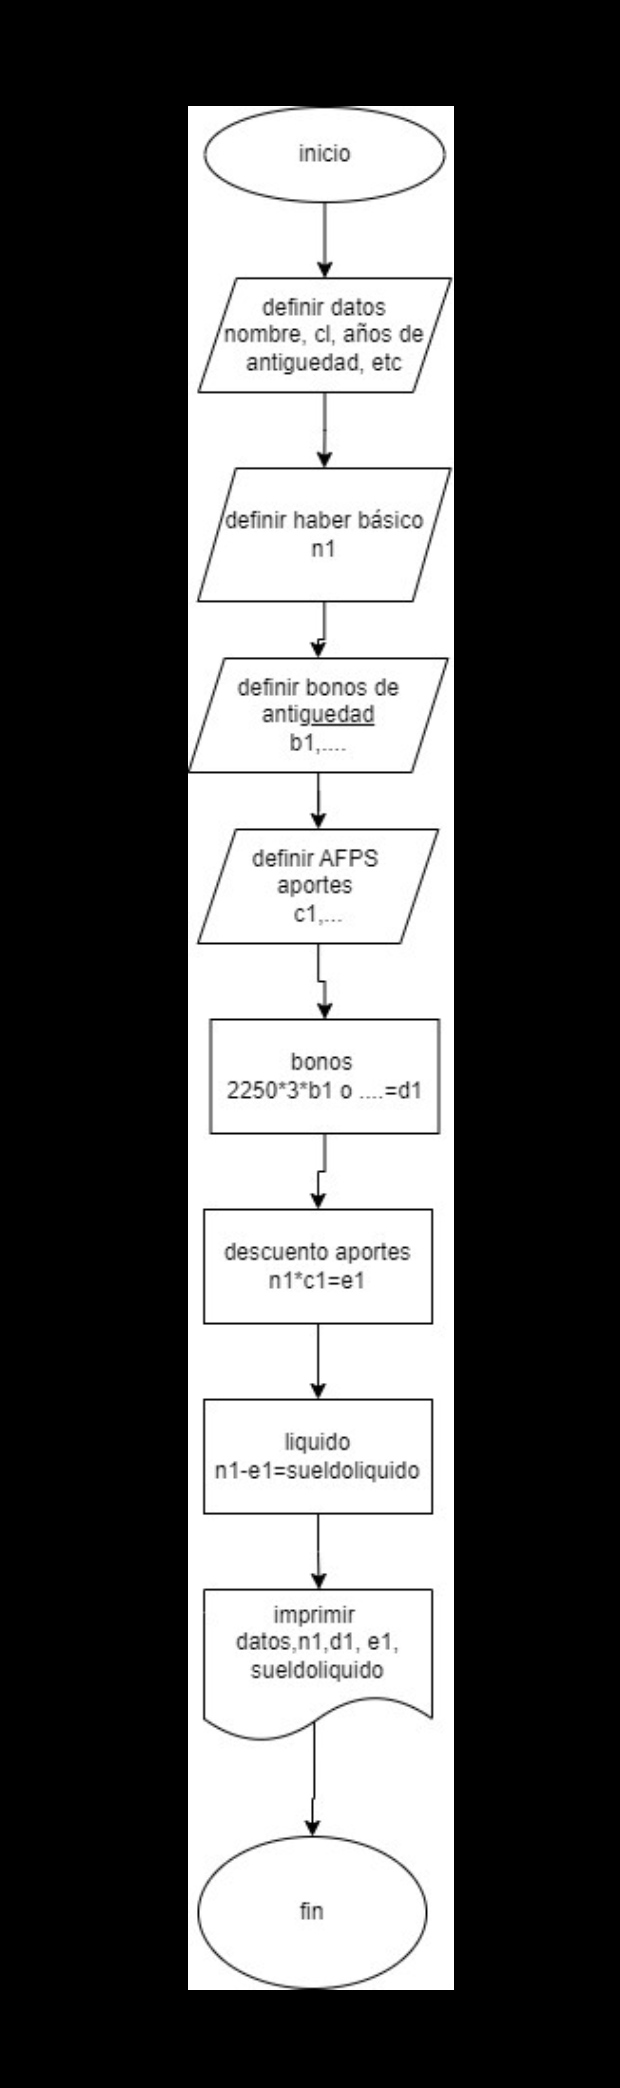 inicio
definir datos
nombre, cl, años de
antiguedad, etc
definir haber básico
n1
definir bonos de
antiguedad
b1,....
definir AFPS
aportes
c1,...
bonos
2250*3*b1 o ....=d1
descuento aportes
n1*c1=e1
liquido
n1-e1=sueldoliquido
imprimir
datos,n1,d1, e1,
sueldoliquido
fin